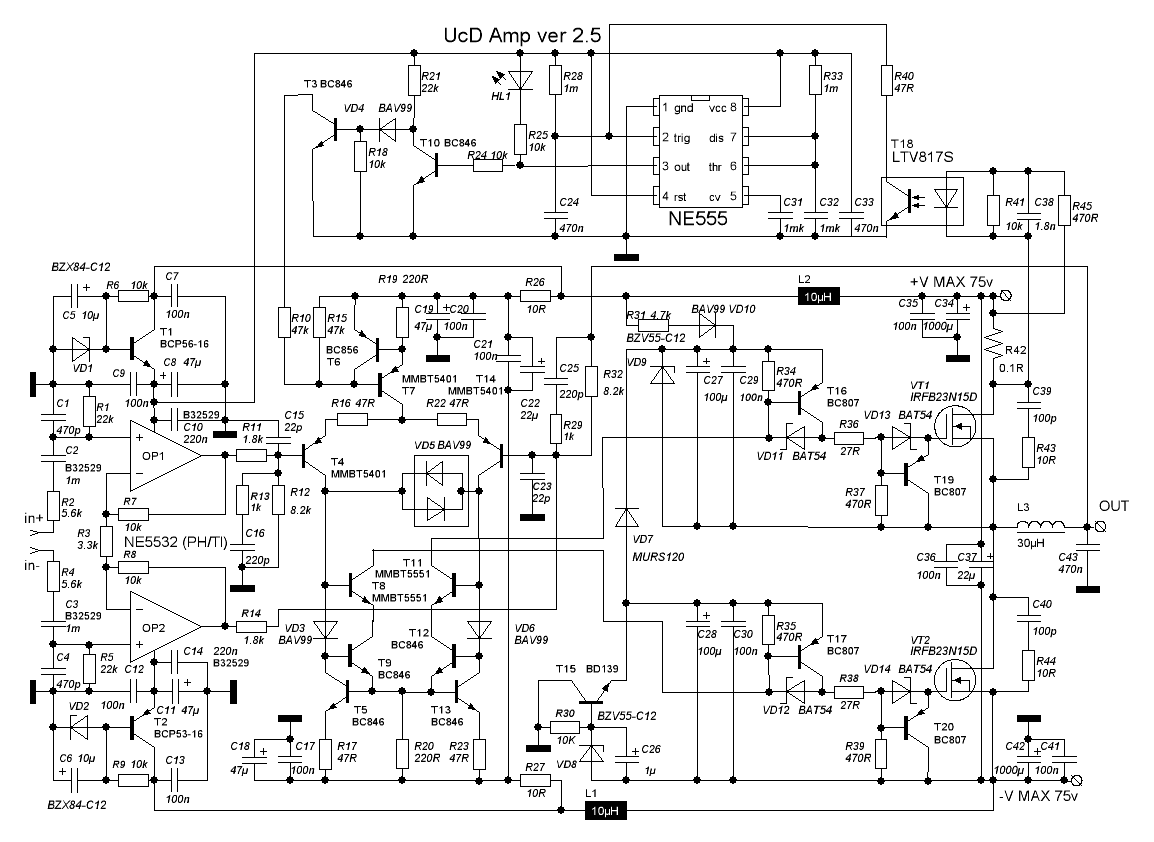 UcD Amp ver 2.5
T3 BC846
VD4
BAV99
R21
22k
HL1
R28
1m
R33
1m
R40
47R
1 gnd
vcc 8
2 trig
dis 7
3 out
thr 6
4 rst
cv 5
NE555
T10 BC846
R18
10k
R24 10k
R25
10k
C24
470n
C31
1mk
C32
1mk
C33
470n
T18
LTV817S
R41
10k
C38
1.8n
R45
470R
BZX84-C12
R6
10k
C7
100n
C5 10µ
VD1
T1
BCP56-16
C8 47µ
C9
100n
C1
470p
R1
22k
B32529
C10
220n
R11
1.8k
C15
22p
C2
B32529
1m
OP1
R2
5.6k
in+
in-
R3
3.3k
R7
10k
NE5532 (PH/TI)
R8
10k
R13
1k
R12
8.2k
C16
220p
R4
5.6k
C3
B32529
1m
OP2
R14
1.8k
C4
470p
R5
22k
C12
100n
C14
220n
B32529
C11 47µ
VD2
T2
BCP53-16
C6 10µ
R9 10k
C13
100n
BZX84-C12
R19 220R
R10
47k
R15
47k
BC856
T6
C19
47µ
C20
100n
R26
10R
C21
100n
MMBT5401
T7
T14
MMBT5401
C22
22µ
C25
220p
R32
8.2k
R16 47R
R22 47R
R29
1k
T4
MMBT5401
VD5 BAV99
C23
22p
T11
MMBT5551
T8
MMBT5551
VD3
BAV99
VD6
BAV99
T12
BC846
T9
BC846
T5
BC846
T13
BC846
C18
47µ
C17
100n
R17
47R
R20
220R
R23
47R
R27
10R
L1
10µH
T15
BD139
R30
10K
BZV55-C12
VD8
C26
1µ
L2
10µH
+V MAX 75v
C35
100n
C34
1000µ
R42
0.1R
R31 4.7k
BAV99 VD10
BZV55-C12
VD9
C27
100µ
C29
100n
R34
470R
T16
BC807
VT1
IRFB23N15D
C39
100p
VD11
BAT54
R36
27R
VD13
BAT54
R43
10R
R37
470R
T19
BC807
VD7
MURS120
L3
30µH
OUT
C36
100n
C37
22µ
C43
470n
C28
100µ
C30
100n
R35
470R
T17
BC807
VT2
IRFB23N15D
C40
100p
VD12
BAT54
R38
27R
VD14
BAT54
R44
10R
R39
470R
T20
BC807
C42
1000µ
C41
100n
-V MAX 75v